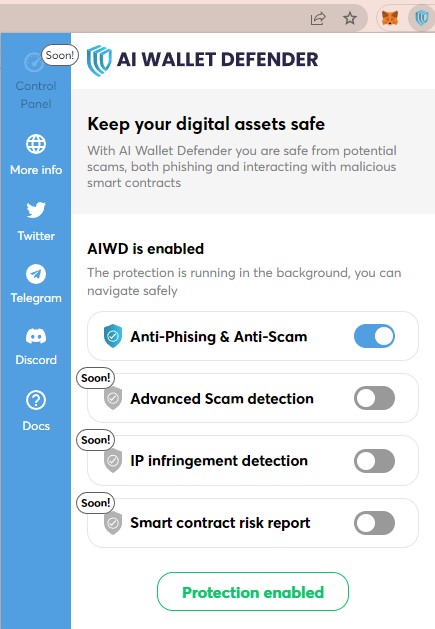 Soon!
AI WALLET DEFENDER
Control
Panel
More info
Twitter
Telegram
Discord
Docs
Keep your digital assets safe
With AI Wallet Defender you are safe from potential
scams, both phishing and interacting with malicious
smart contracts
AIWD is enabled
The protection is running in the background, you can
navigate safely
Anti-Phising & Anti-Scam
Soon!
Advanced Scam detection
Soon!
IP infringement detection
Soon!
Smart contract risk report
Protection enabled